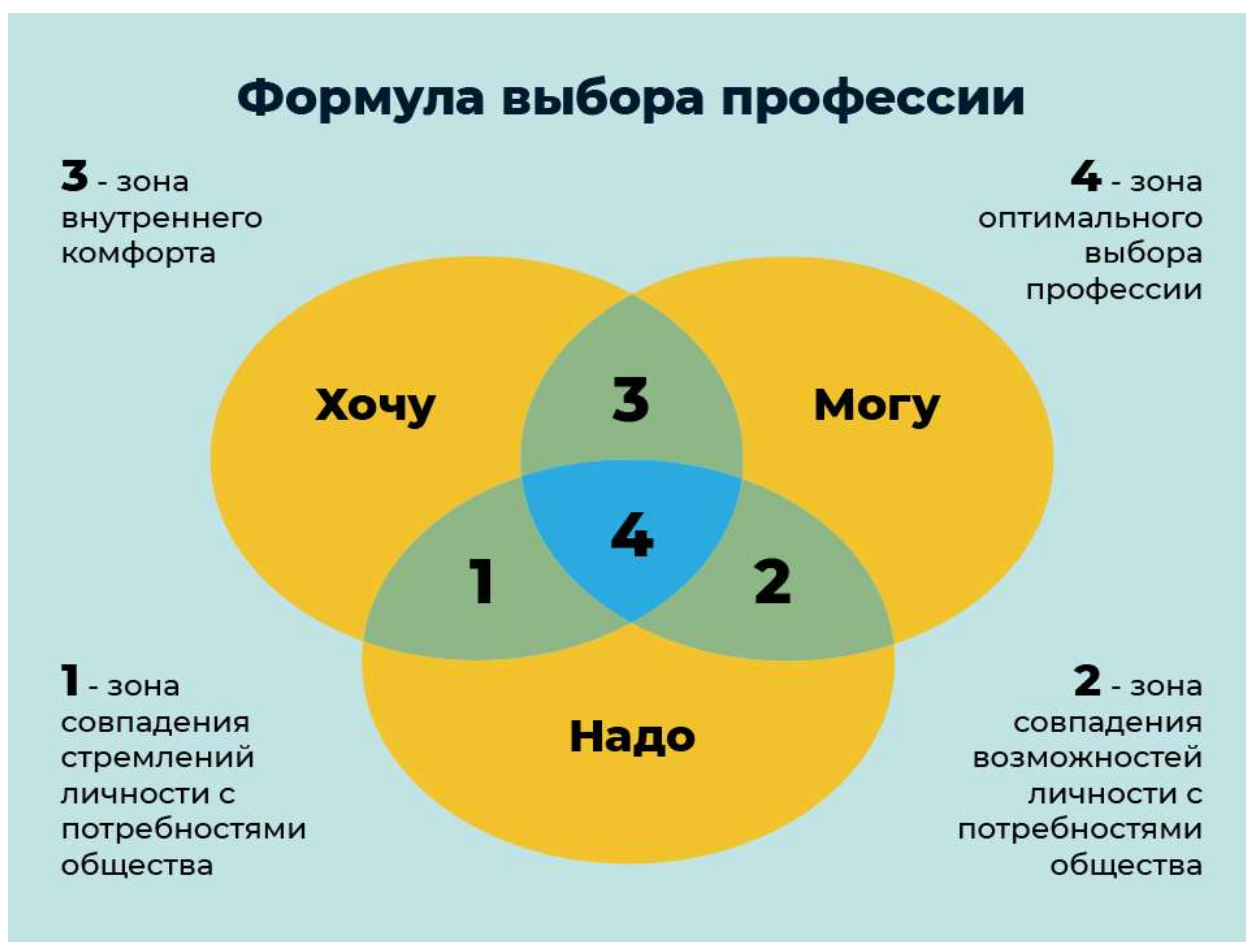 Формула выбора профессии
3 - зона
внутреннего
комфорта
4 - зона
оптимального
выбора
профессии
Хочу
3
Могу
4
1
2
Надо
1 - зона
совпадения
стремлений
личности с
потребностями
общества
2 - зона
совпадения
возможностей
личности с
потребностями
общества